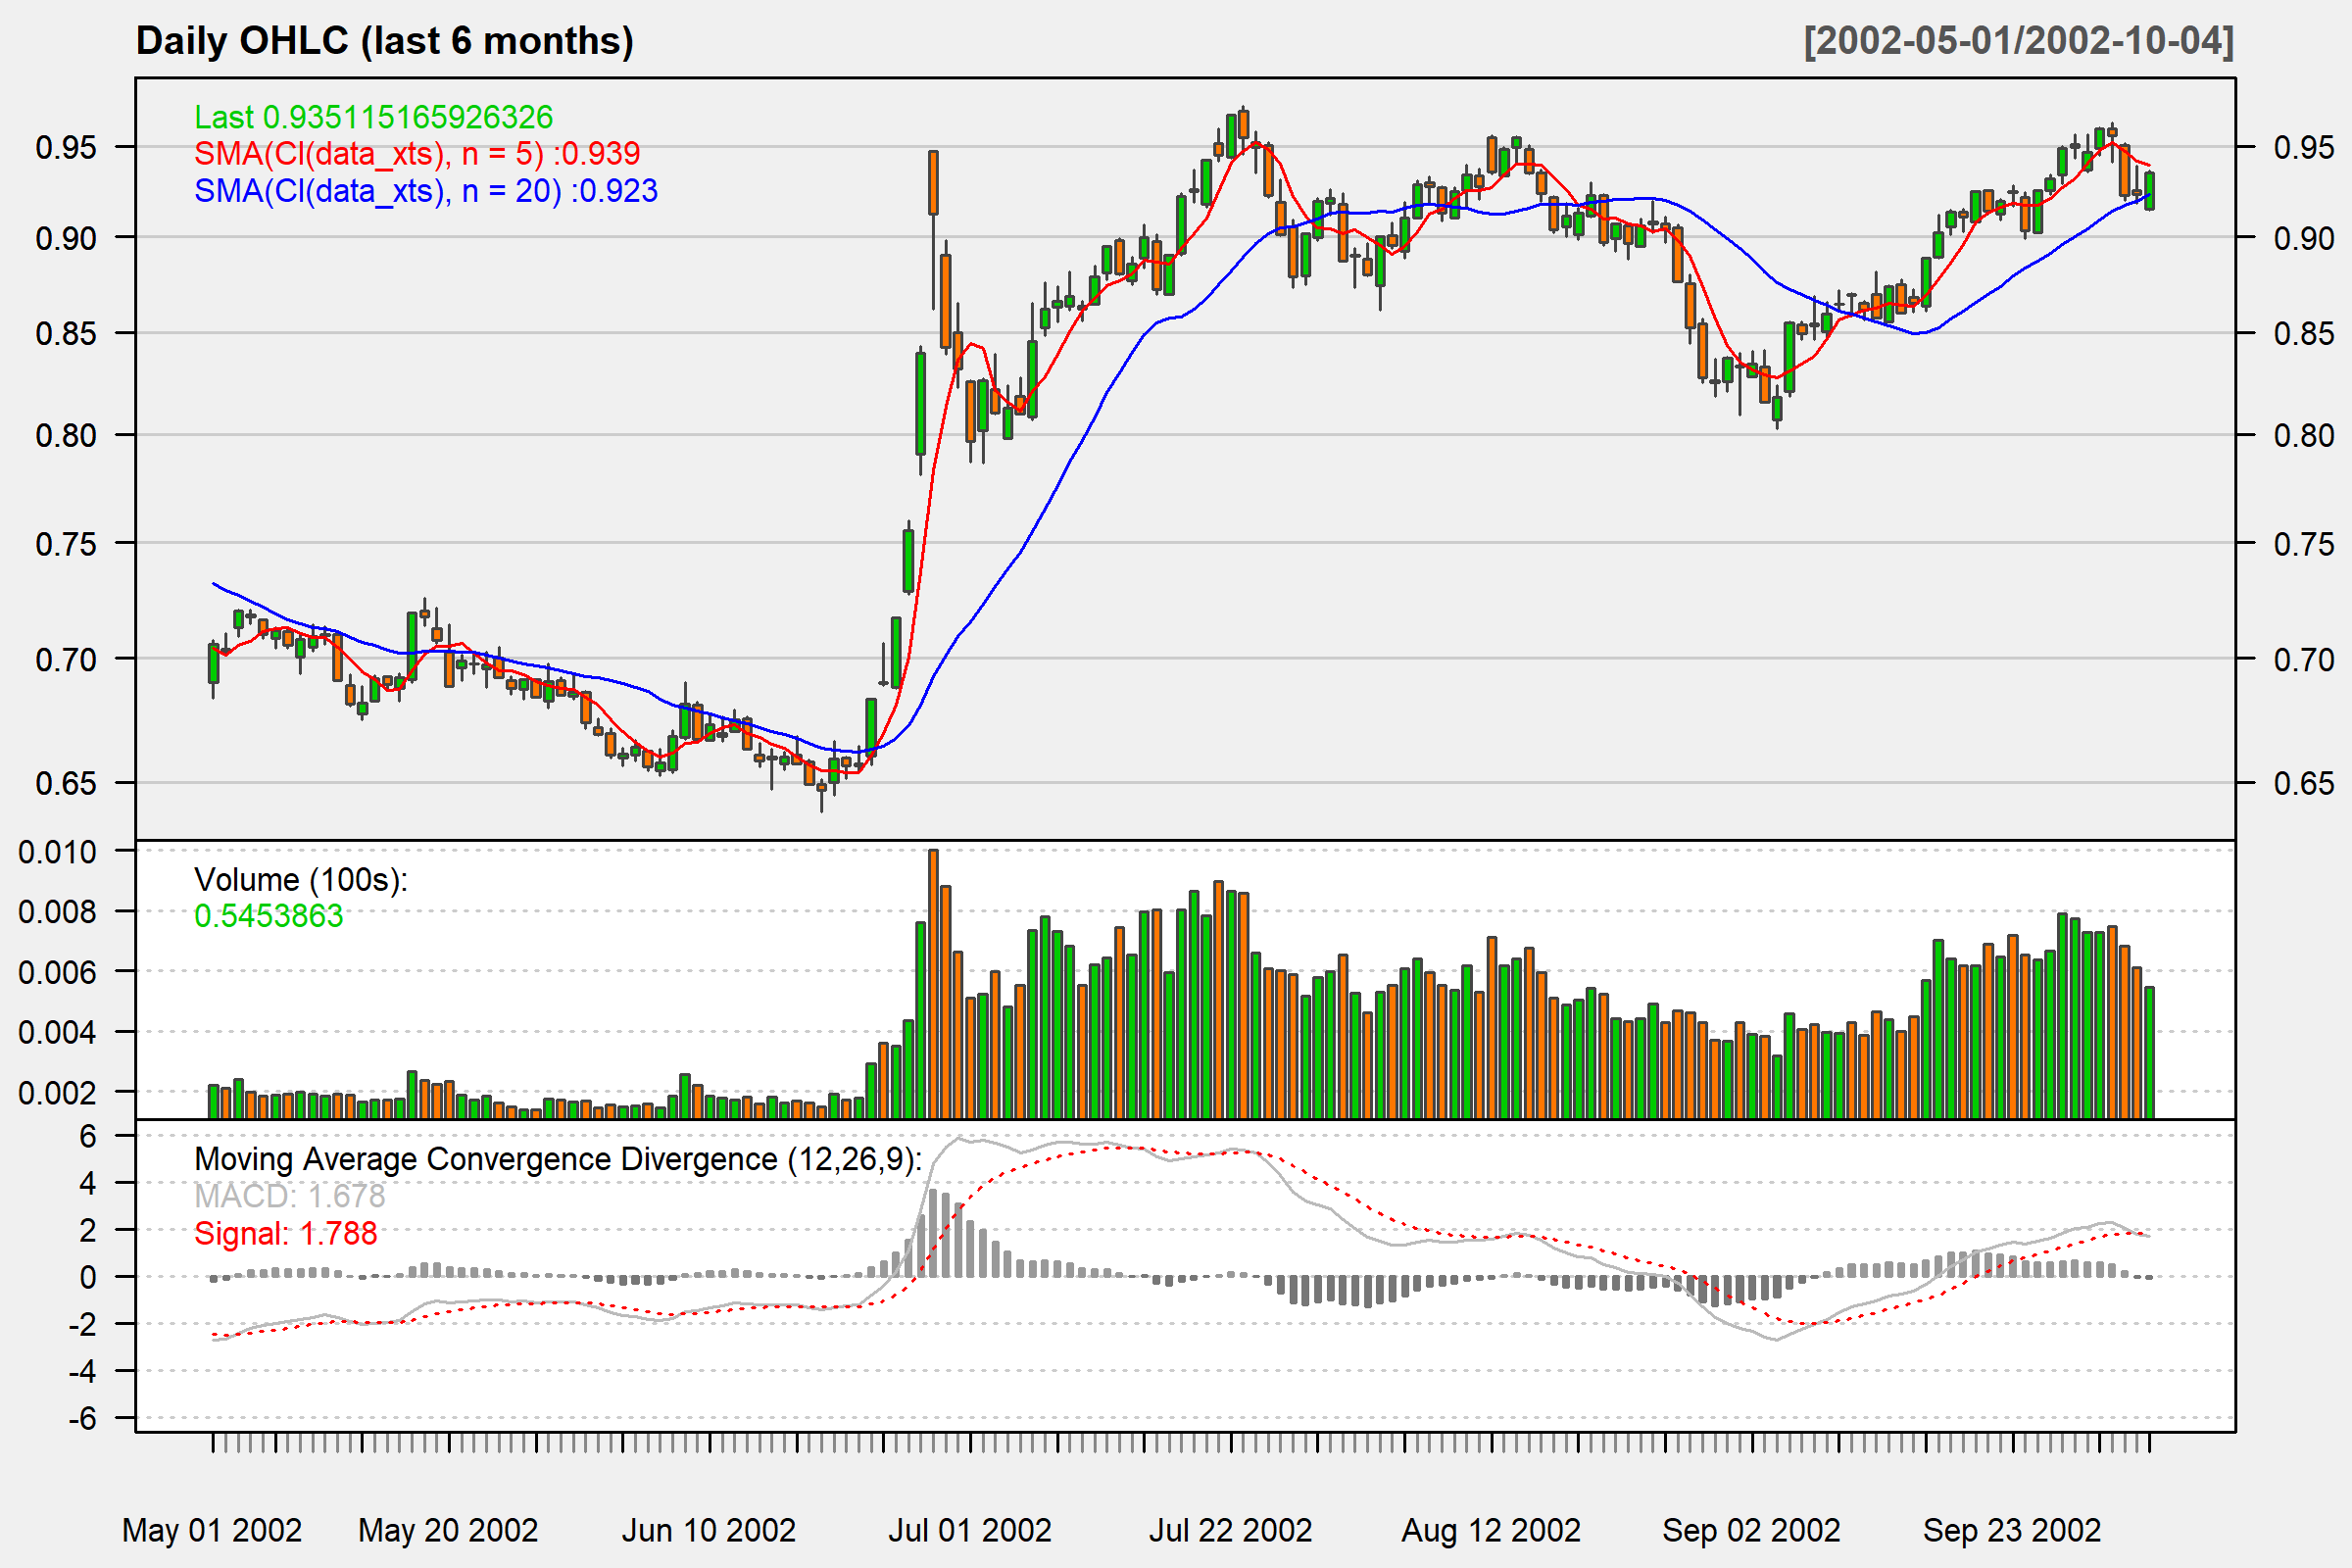 Daily OHLC (last 6 months) [2002-05-01/2002-10-04]
Last 0.935115165926326
SMA(Cl(data_xts), n = 5) :0.939
SMA(Cl(data_xts), n = 20) :0.923
0.95 0.95
0.90 0.90
0.85 0.85
0.80 0.80
0.75 0.75
0.70 0.70
0.65 0.65
0.010
Volume (100s):
0.5453863
0.008
0.006
0.004
0.002
6
Moving Average Convergence Divergence (12,26,9):
MACD: 1.678
Signal: 1.788
4
2
0
-2
-4
-6
May 01 2002 May 20 2002 Jun 10 2002 Jul 01 2002 Jul 22 2002 Aug 12 2002 Sep 02 2002 Sep 23 2002